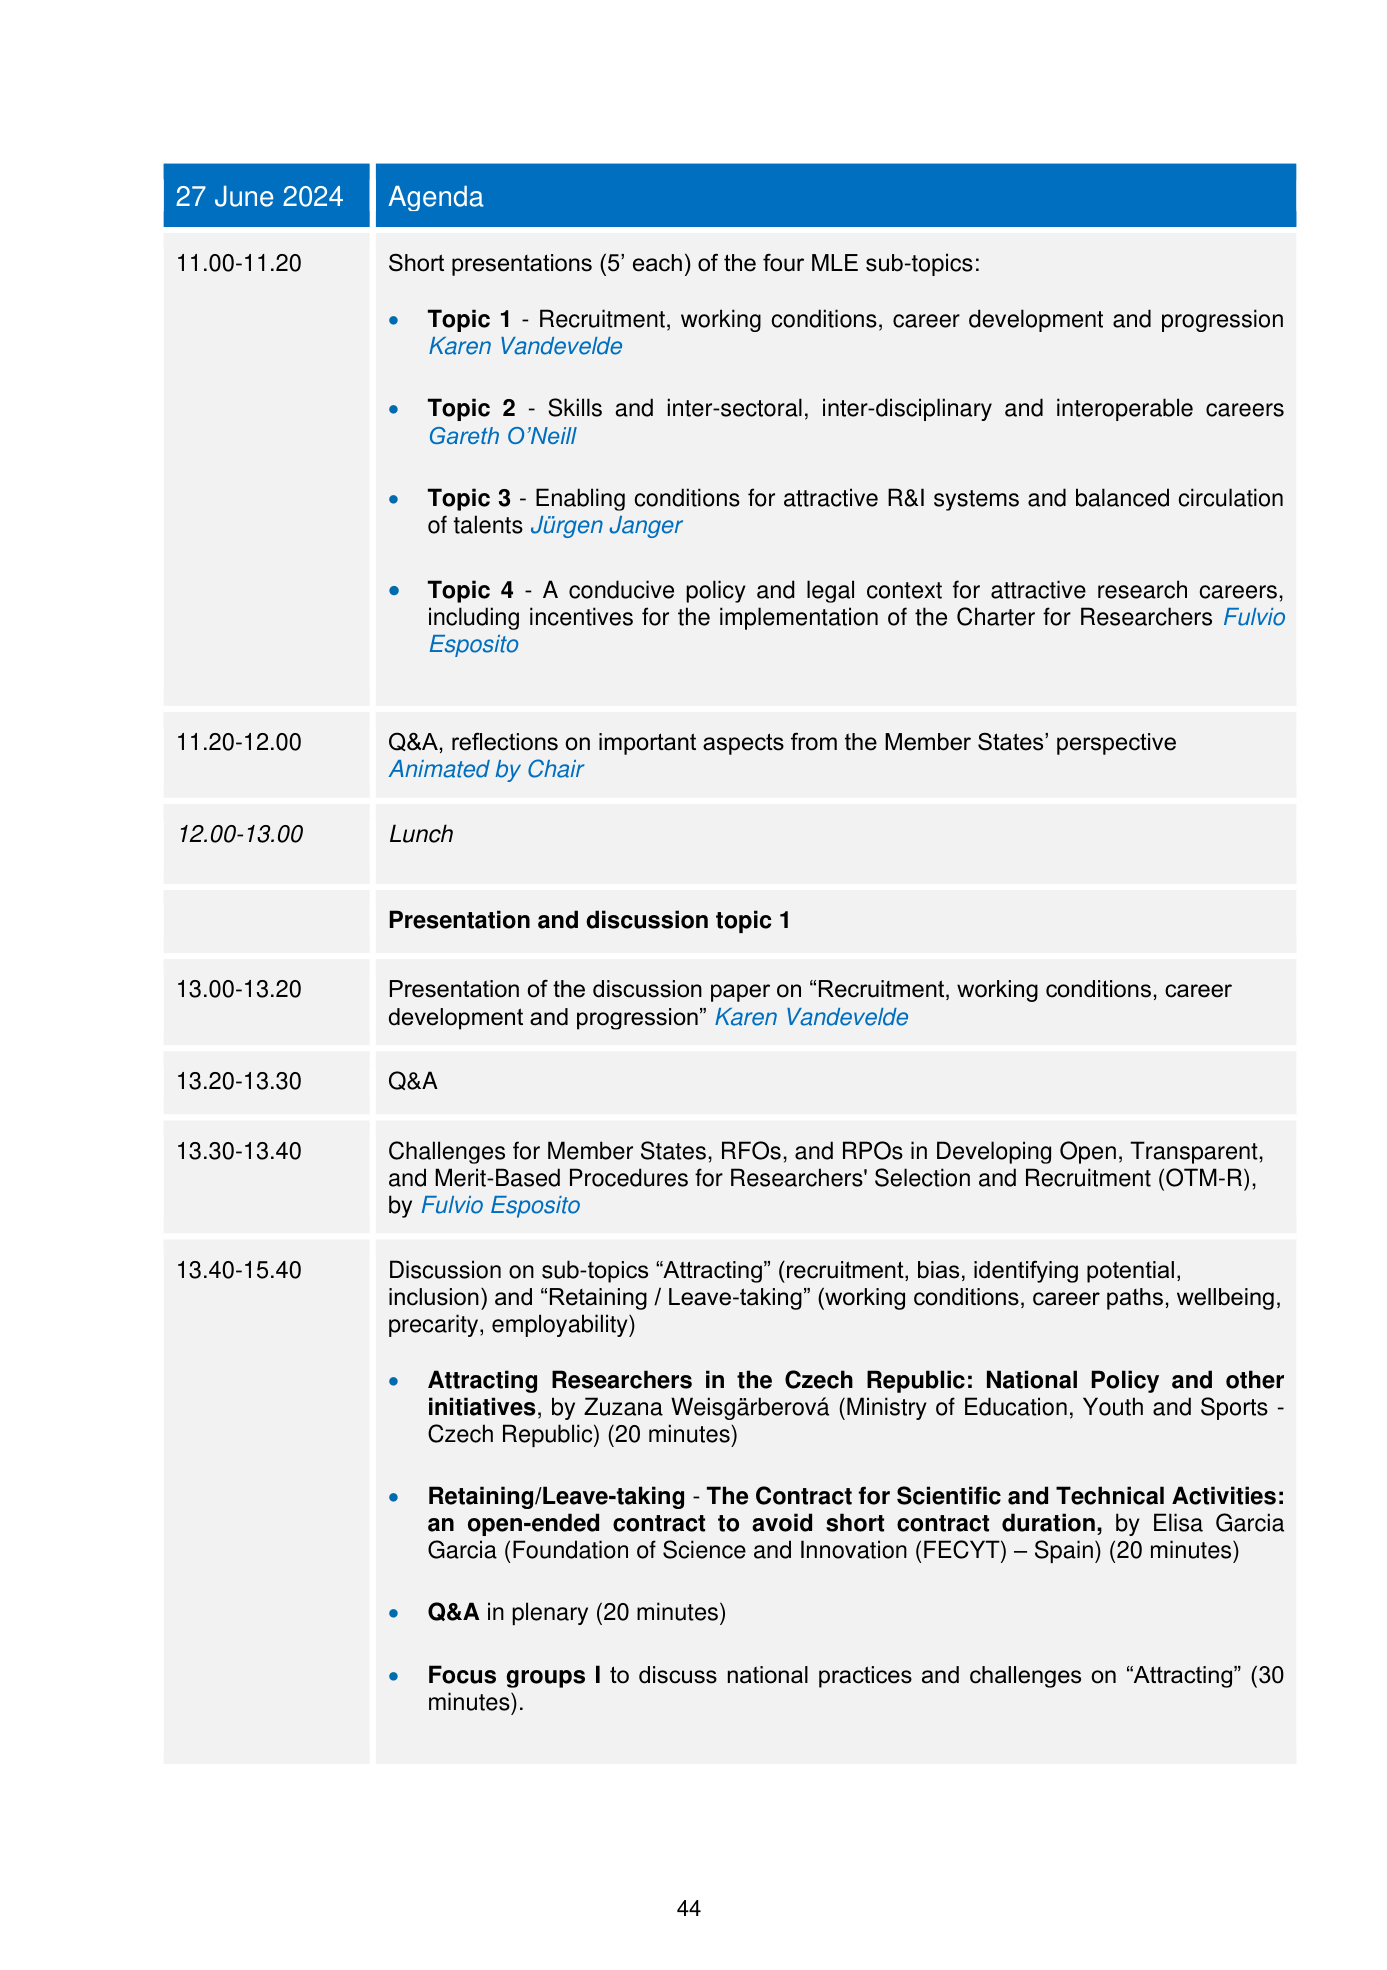 27 June 2024 Agenda
11.00-11.20 Short presentations (5’ each) of the four MLE sub-topics:
• Topic 1 - Recruitment, working conditions, career development and progression
Karen Vandevelde
• Topic 2 - Skills and inter-sectoral, inter-disciplinary and interoperable careers
Gareth O’Neill
• Topic 3 - Enabling conditions for attractive R&I systems and balanced circulation
of talents Jürgen Janger
• Topic 4 - A conducive policy and legal context for attractive research careers,
including incentives for the implementation of the Charter for Researchers Fulvio
Esposito
11.20-12.00 Q&A, reflections on important aspects from the Member States’ perspective
Animated by Chair
12.00-13.00 Lunch
Presentation and discussion topic 1
13.00-13.20 Presentation of the discussion paper on “Recruitment, working conditions, career
development and progression” Karen Vandevelde
13.20-13.30 Q&A
13.30-13.40 Challenges for Member States, RFOs, and RPOs in Developing Open, Transparent,
and Merit-Based Procedures for Researchers' Selection and Recruitment (OTM-R),
by Fulvio Esposito
13.40-15.40 Discussion on sub-topics “Attracting” (recruitment, bias, identifying potential,
inclusion) and “Retaining / Leave-taking” (working conditions, career paths, wellbeing,
precarity, employability)
• Attracting Researchers in the Czech Republic: National Policy and other
initiatives, by Zuzana Weisgärberová (Ministry of Education, Youth and Sports -
Czech Republic) (20 minutes)
• Retaining/Leave-taking - The Contract for Scientific and Technical Activities:
an open-ended contract to avoid short contract duration, by Elisa Garcia
Garcia (Foundation of Science and Innovation (FECYT) – Spain) (20 minutes)
• Q&A in plenary (20 minutes)
• Focus groups I to discuss national practices and challenges on “Attracting” (30
minutes).
44